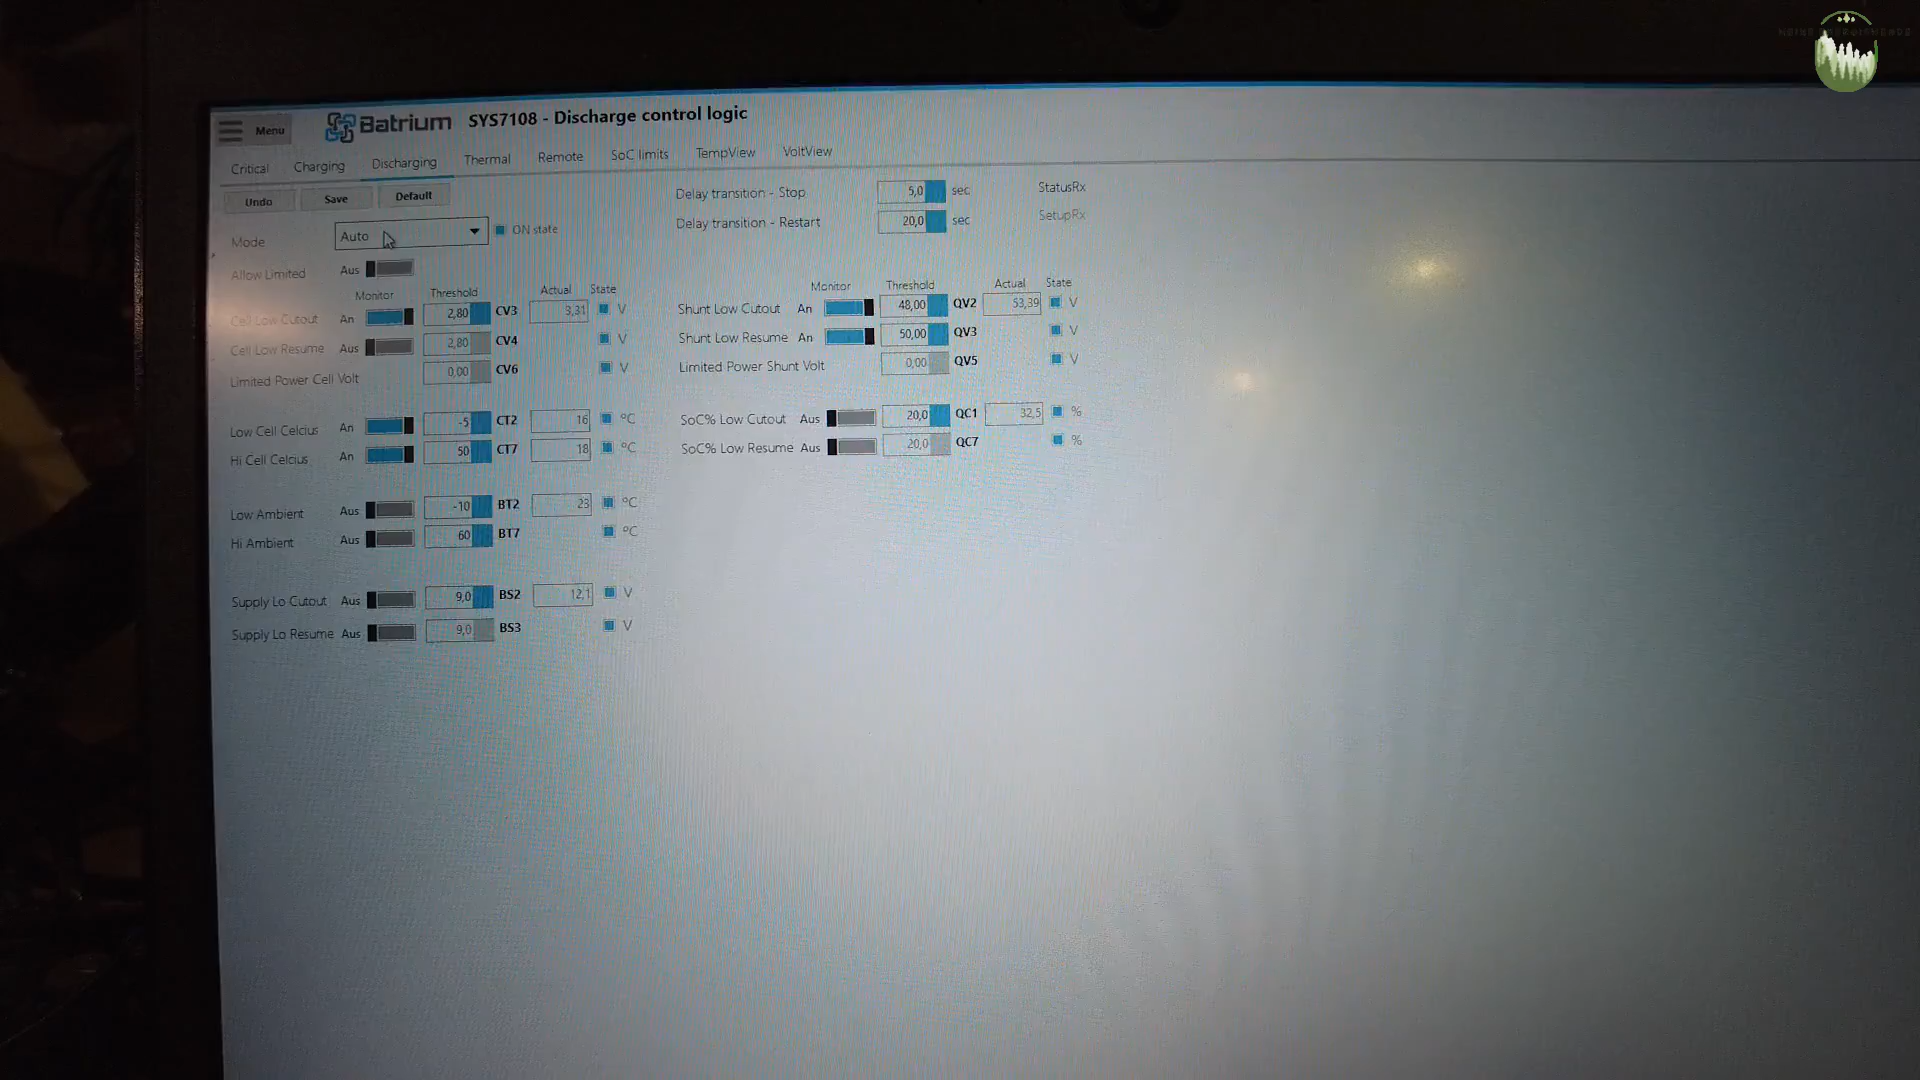 Menu Batrium SYS7108 - Discharge control logic
Critical Charging Discharging Thermal Remote SoC limits TempView VoltView
Undo Save Default
Delay transition - Stop 5,0 sec StatusRx
Delay transition - Restart 20,0 sec SetupRx
Mode Auto ON state
Allow Limited Aus
Monitor Threshold Actual State
Cell Low Cutout An 2,80 CV3 3,31 V
Cell Low Resume Aus 2,80 CV4 V
Limited Power Cell Volt 0,00 CV6 V
Low Cell Celcius An -5 CT2 16 °C
Hi Cell Celcius An 50 CT7 18 °C
Low Ambient Aus -10 BT2 23 °C
Hi Ambient Aus 60 BT7 °C
Supply Lo Cutout Aus 9,0 BS2 12,1 V
Supply Lo Resume Aus 9,0 BS3 V
Monitor Threshold Actual State
Shunt Low Cutout An 48,00 QV2 53,39 V
Shunt Low Resume An 50,00 QV3 V
Limited Power Shunt Volt 0,00 QV5 V
SoC% Low Cutout Aus 20,0 QC1 32,5 %
SoC% Low Resume Aus 20,0 QC7 %